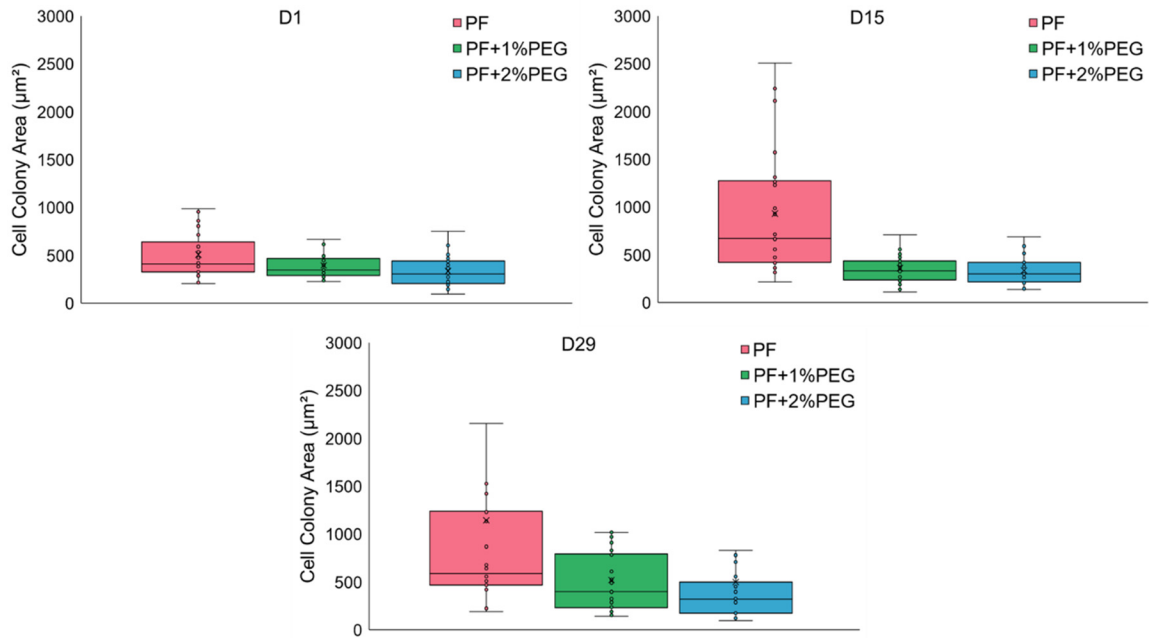 D1
PF
PF+1%PEG
PF+2%PEG
Cell Colony Area (µm²)
3000
2500
2000
1500
1000
500
0
D15
PF
PF+1%PEG
PF+2%PEG
Cell Colony Area (µm²)
3000
2500
2000
1500
1000
500
0
D29
PF
PF+1%PEG
PF+2%PEG
Cell Colony Area (µm²)
3000
2500
2000
1500
1000
500
0